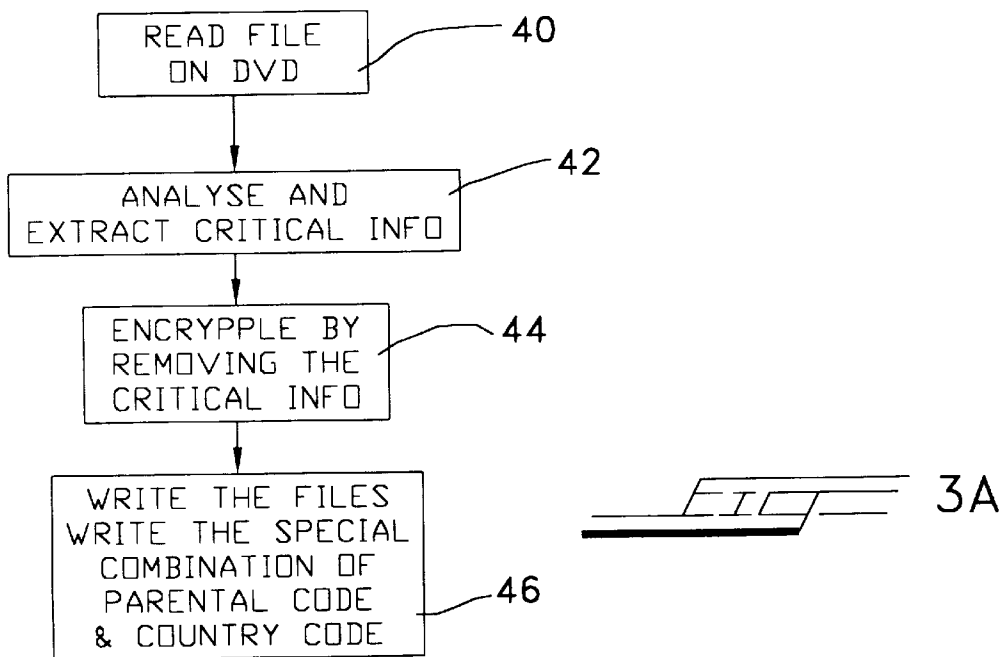 READ FILE
ON DVD
40
ANALYSE AND
EXTRACT CRITICAL INFO
42
ENCRYPPLE BY
REMOVING THE
CRITICAL INFO
44
WRITE THE FILES
WRITE THE SPECIAL
COMBINATION OF
PARENTAL CODE
& COUNTRY CODE
46
FIG 3A